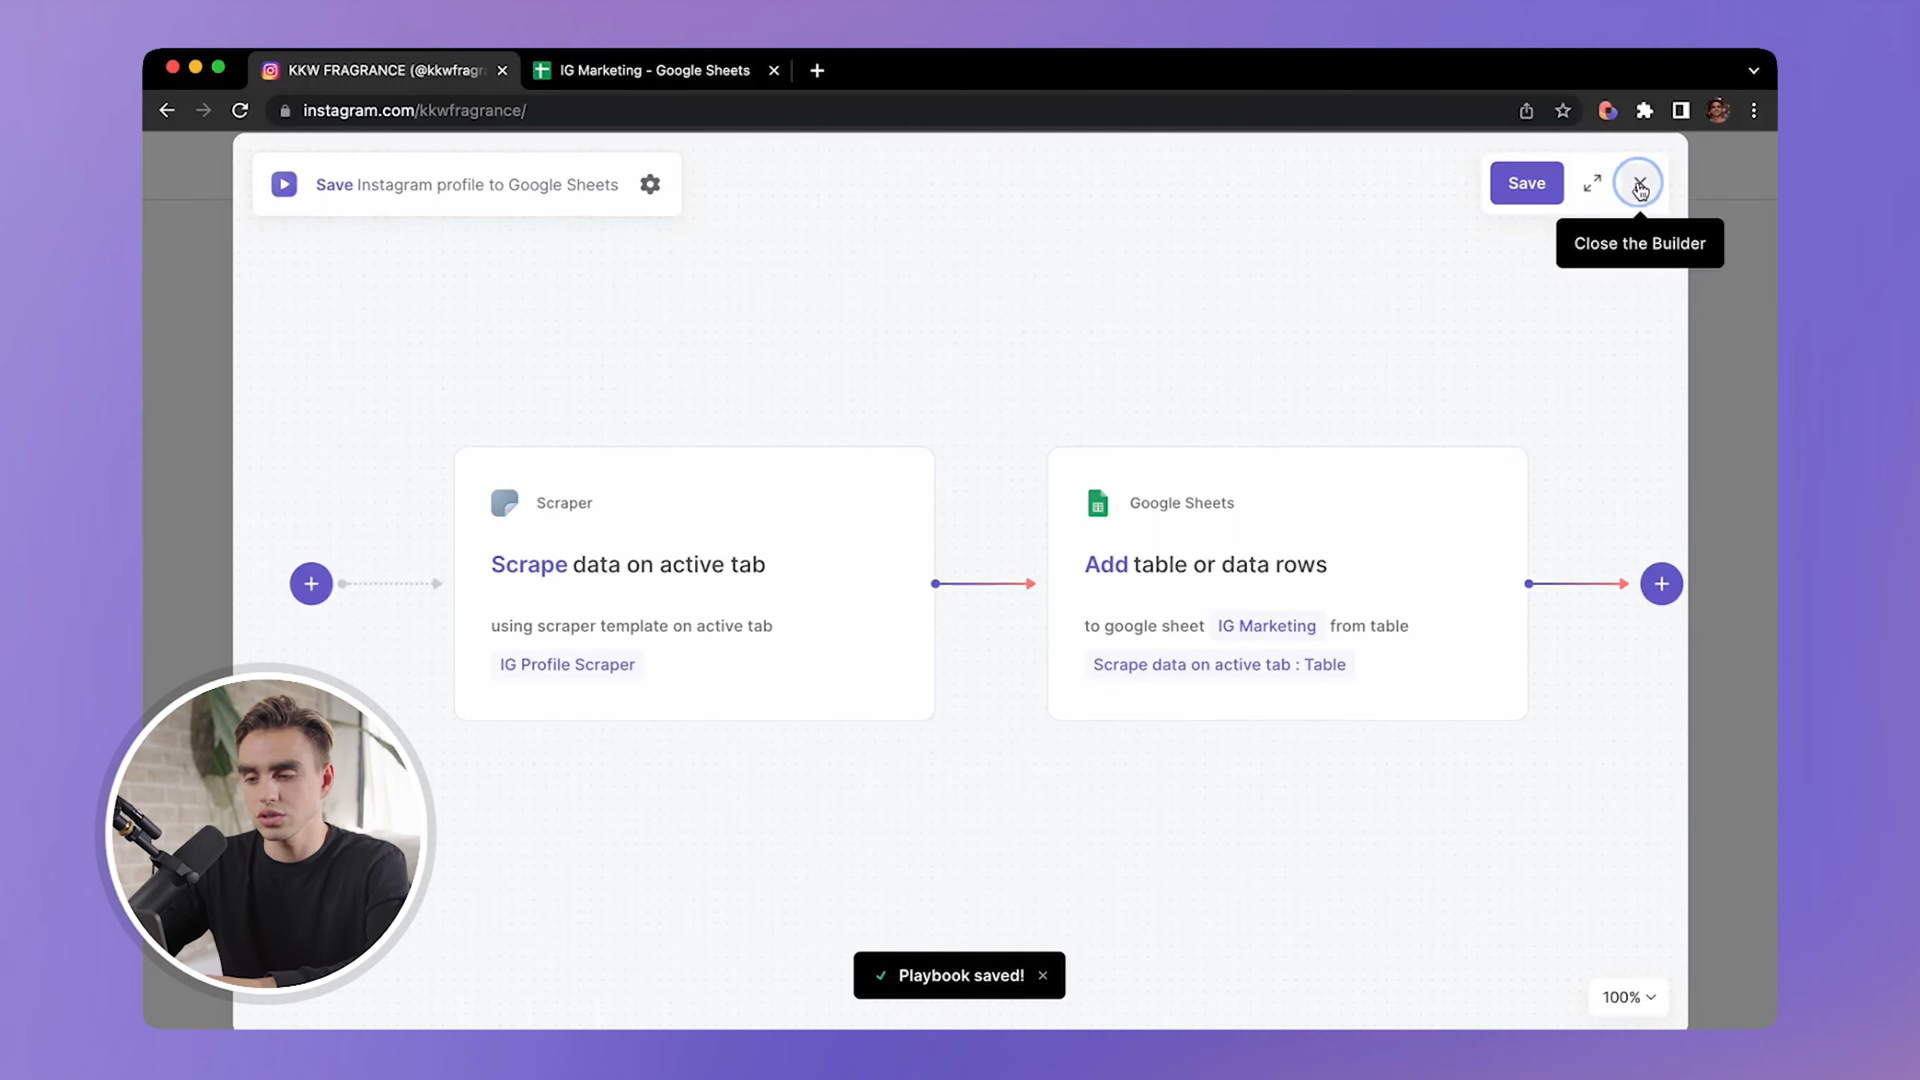 KKW FRAGRANCE (@kkwfragr
IG Marketing - Google Sheets
instagram.com/kkwfragrance/
Save Instagram profile to Google Sheets
Save
Close the Builder
Scraper
Scrape data on active tab
using scraper template on active tab
IG Profile Scraper
Google Sheets
Add table or data rows
to google sheet IG Marketing from table
Scrape data on active tab : Table
Playbook saved!
100%